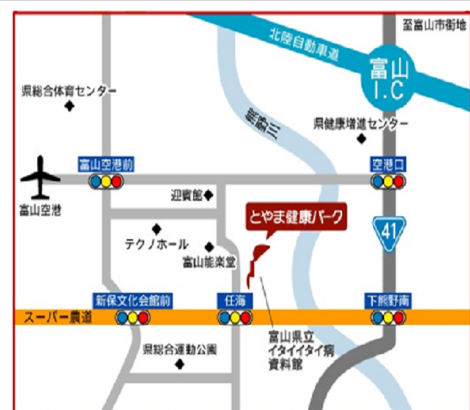 至富山市街地
北陸自動車道
富山
I.C
県総合体育センター
熊野川
県健康増進センター
富山空港前
空港口
富山空港
迎賓館
とやま健康パーク
41
テクノホール
富山能楽堂
新保文化会館前
任海
下熊野南
スーパー農道
富山県立
イタイイタイ病
資料館
県総合運動公園